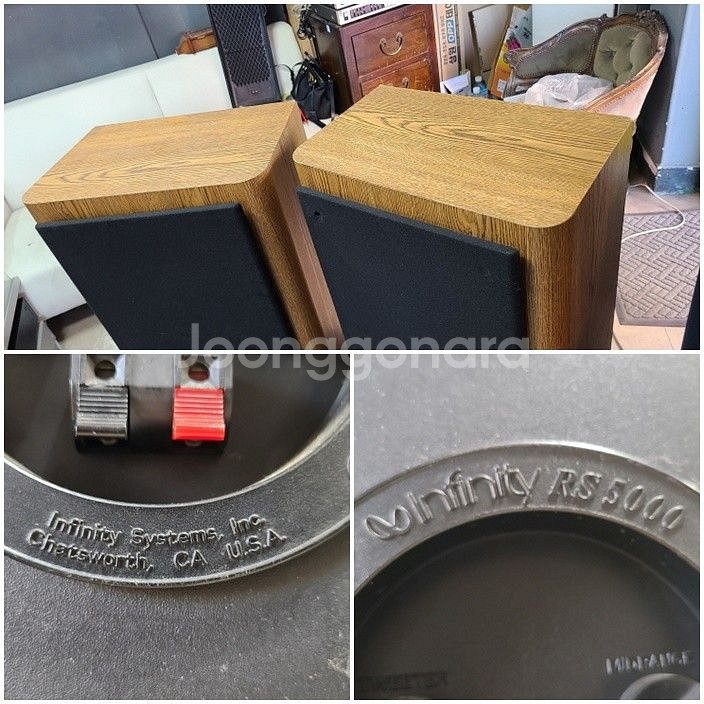 Joonggonara
Infinity Systems, Inc.
Chatsworth, CA U.S.A.
Infinity RS 5000
MIDRANGE
TWEETER